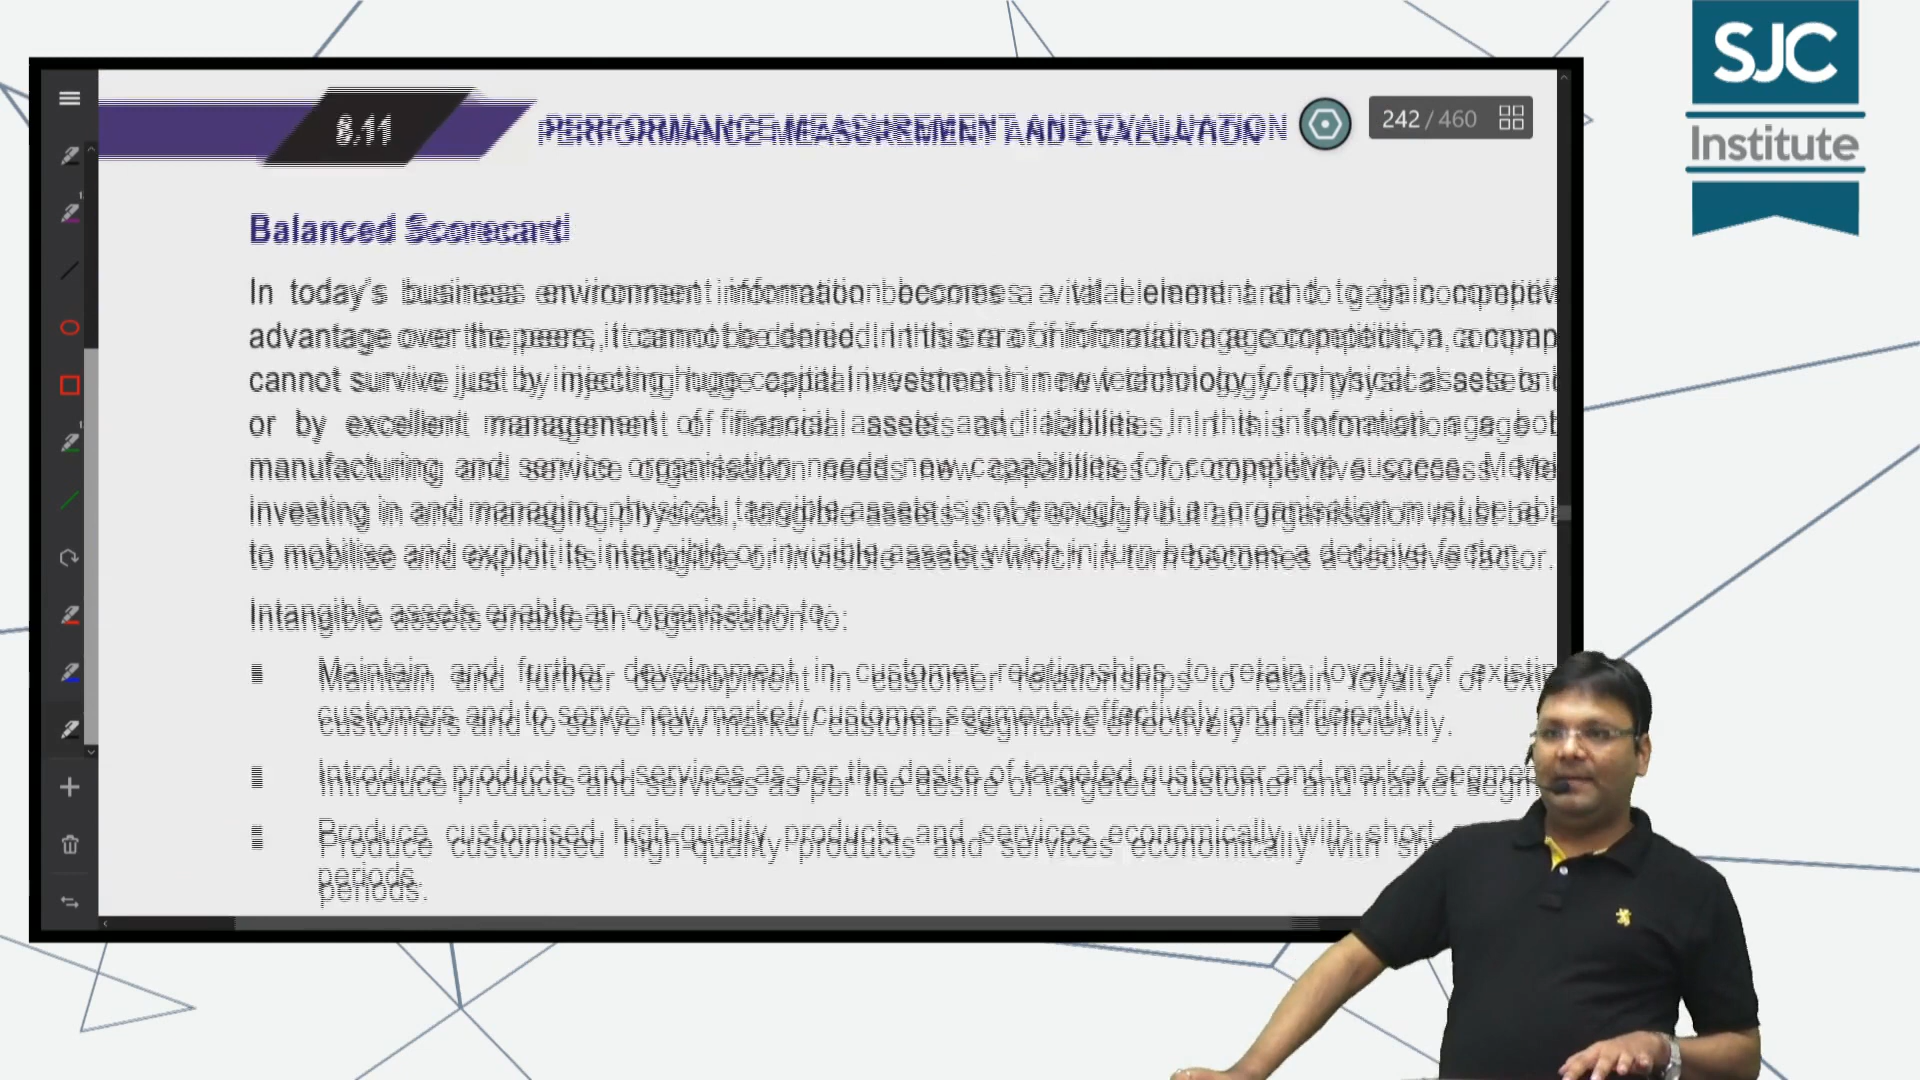 SJC
Institute
242 / 460
8.11 PERFORMANCE MEASUREMENT AND EVALUATION
Balanced Scorecard
In today's business environment information becomes a vital element and to gain
advantage over the peers, it cannot be denied. In this era of information age competition, a
cannot survive just by injecting huge capital investment in new technology for physical assets
or by excellent management of financial assets and liabilities. In this information age
manufacturing and service organisation needs new capabilities for competitive success.
investing in and managing physical, tangible assets is not enough but an organisation must be
to mobilise and exploit its intangible or invisible assets which in turn becomes a decisive factor.
Intangible assets enable an organisation to:
▪ Maintain and further development in customer relationships to retain loyalty of
customers and to serve new market/ customer segments effectively and efficiently.
▪ Introduce products and services as per the desire of targeted customer and market
▪ Produce customised high-quality products and services economically with
periods.